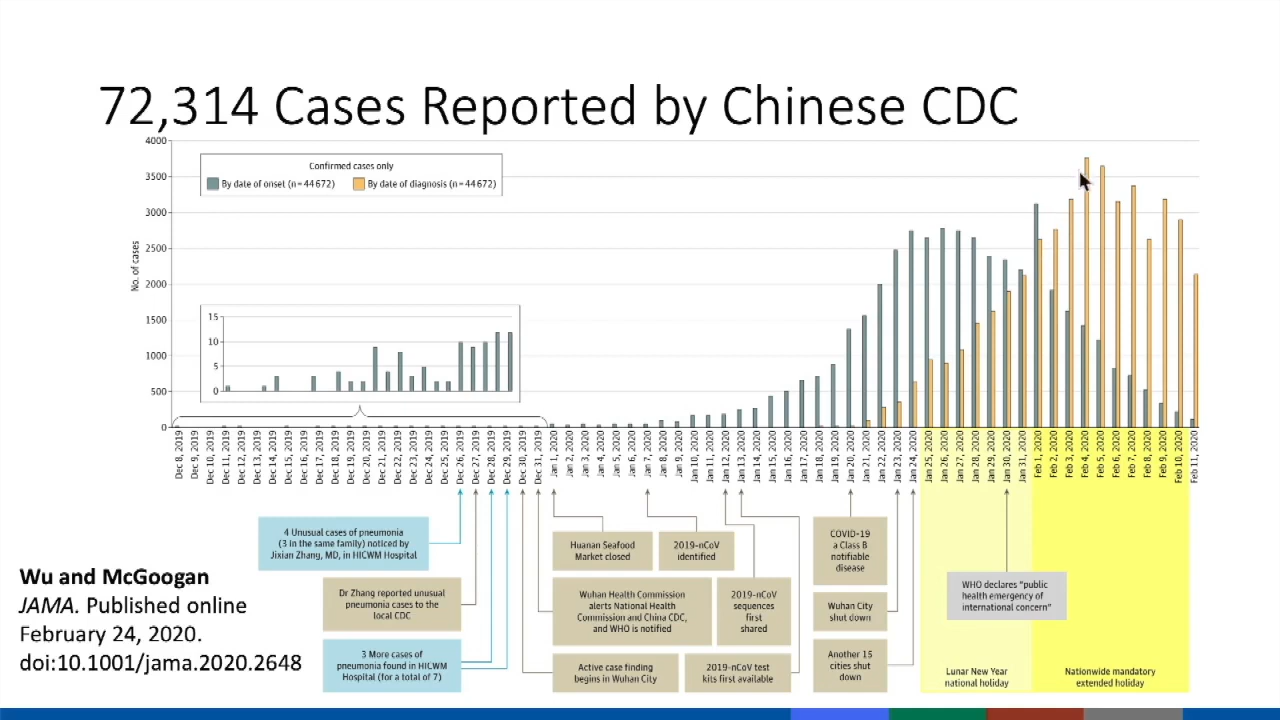 72,314 Cases Reported by Chinese CDC
4000
3500
3000
2500
2000
1500
1000
500
0
No. of cases
Confirmed cases only
By date of onset (n=44672)
By date of diagnosis (n=44672)
15
10
5
0
Dec 8, 2019
Dec 9, 2019
Dec 10, 2019
Dec 11, 2019
Dec 12, 2019
Dec 13, 2019
Dec 14, 2019
Dec 15, 2019
Dec 16, 2019
Dec 17, 2019
Dec 18, 2019
Dec 19, 2019
Dec 20, 2019
Dec 21, 2019
Dec 22, 2019
Dec 23, 2019
Dec 24, 2019
Dec 25, 2019
Dec 26, 2019
Dec 27, 2019
Dec 28, 2019
Dec 29, 2019
Dec 30, 2019
Dec 31, 2019
Jan 1, 2020
Jan 2, 2020
Jan 3, 2020
Jan 4, 2020
Jan 5, 2020
Jan 6, 2020
Jan 7, 2020
Jan 8, 2020
Jan 9, 2020
Jan 10, 2020
Jan 11, 2020
Jan 12, 2020
Jan 13, 2020
Jan 14, 2020
Jan 15, 2020
Jan 16, 2020
Jan 17, 2020
Jan 18, 2020
Jan 19, 2020
Jan 20, 2020
Jan 21, 2020
Jan 22, 2020
Jan 23, 2020
Jan 24, 2020
Jan 25, 2020
Jan 26, 2020
Jan 27, 2020
Jan 28, 2020
Jan 29, 2020
Jan 30, 2020
Jan 31, 2020
Feb 1, 2020
Feb 2, 2020
Feb 3, 2020
Feb 4, 2020
Feb 5, 2020
Feb 6, 2020
Feb 7, 2020
Feb 8, 2020
Feb 9, 2020
Feb 10, 2020
Feb 11, 2020
4 Unusual cases of pneumonia
(3 in the same family) noticed by
Jixian Zhang, MD, in HICWM Hospital
Dr Zhang reported unusual
pneumonia cases to the
local CDC
3 More cases of
pneumonia found in HICWM
Hospital (for a total of 7)
Huanan Seafood
Market closed
2019-nCoV
identified
Wuhan Health Commission
alerts National Health
Commission and China CDC,
and WHO is notified
2019-nCoV
sequences
first
shared
Active case finding
begins in Wuhan City
2019-nCoV test
kits first available
COVID-19
a Class B
notifiable
disease
Wuhan City
shut down
Another 15
cities shut
down
WHO declares "public
health emergency of
international concern"
Lunar New Year
national holiday
Nationwide mandatory
extended holiday
Wu and McGoogan
JAMA. Published online
February 24, 2020.
doi:10.1001/jama.2020.2648